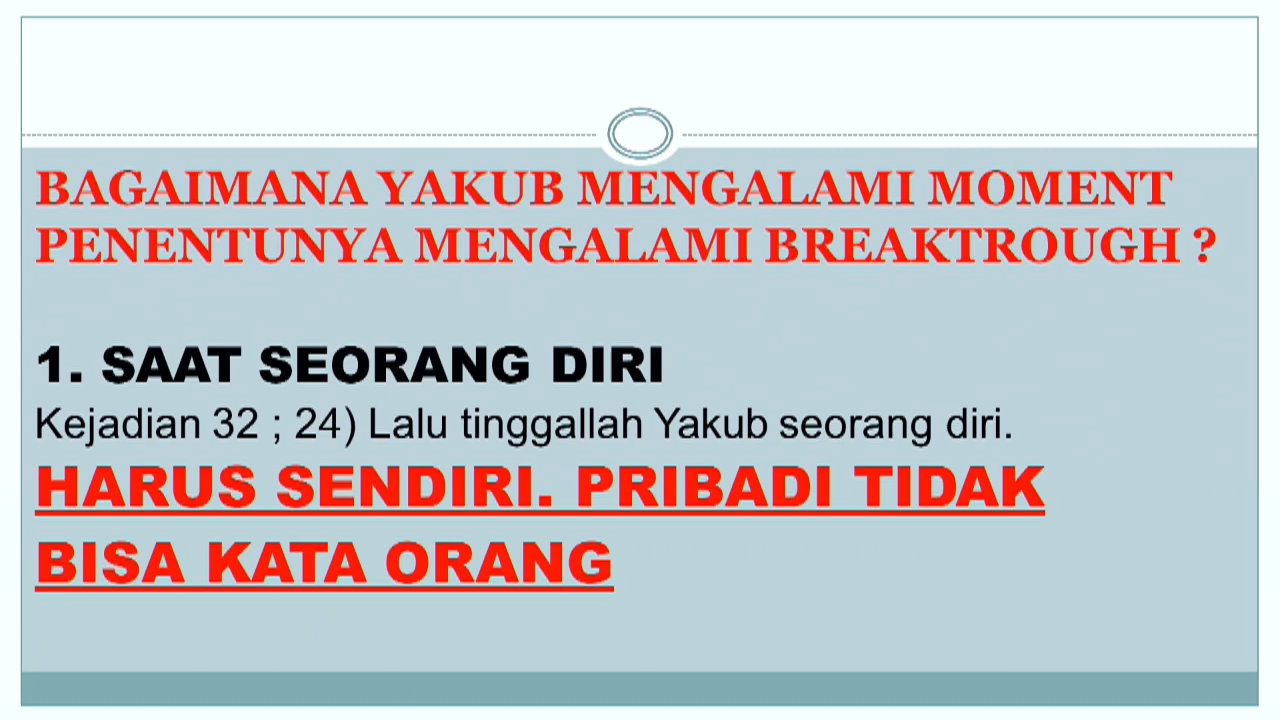 BAGAIMANA YAKUB MENGALAMI MOMENT
PENENTUNYA MENGALAMI BREAKTROUGH ?
1. SAAT SEORANG DIRI
Kejadian 32 ; 24) Lalu tinggallah Yakub seorang diri.
HARUS SENDIRI. PRIBADI TIDAK
BISA KATA ORANG